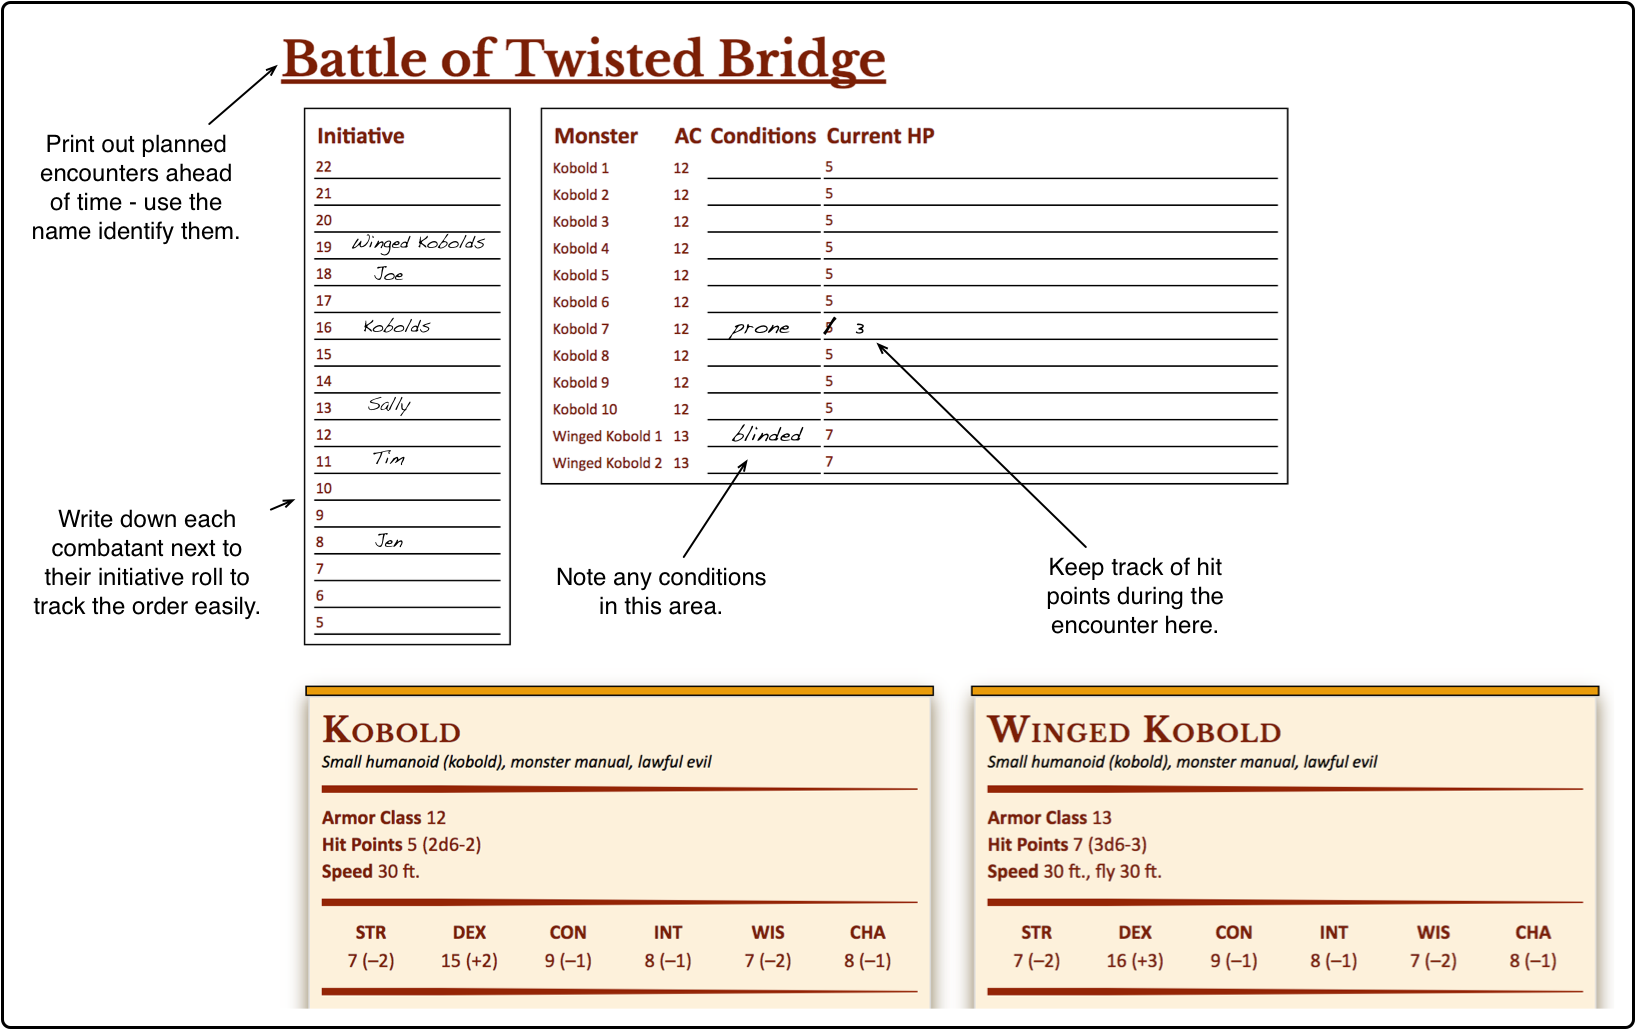 Battle of Twisted Bridge
Print out planned
encounters ahead
of time - use the
name identify them.
Initiative
22
21
20
19 Winged Kobolds
18 Joe
17
16 Kobolds
15
14
13 Sally
12
11 Tim
10
9
8 Jen
7
6
5
Write down each
combatant next to
their initiative roll to
track the order easily.
Monster AC Conditions Current HP
Kobold 1 12 5
Kobold 2 12 5
Kobold 3 12 5
Kobold 4 12 5
Kobold 5 12 5
Kobold 6 12 5
Kobold 7 12 prone 5 3
Kobold 8 12 5
Kobold 9 12 5
Kobold 10 12 5
Winged Kobold 1 13 blinded 7
Winged Kobold 2 13 7
Note any conditions
in this area.
Keep track of hit
points during the
encounter here.
Kobold
Small humanoid (kobold), monster manual, lawful evil
Armor Class 12
Hit Points 5 (2d6-2)
Speed 30 ft.
STR DEX CON INT WIS CHA
7 (–2) 15 (+2) 9 (–1) 8 (–1) 7 (–2) 8 (–1)
Winged Kobold
Small humanoid (kobold), monster manual, lawful evil
Armor Class 13
Hit Points 7 (3d6-3)
Speed 30 ft., fly 30 ft.
STR DEX CON INT WIS CHA
7 (–2) 16 (+3) 9 (–1) 8 (–1) 7 (–2) 8 (–1)